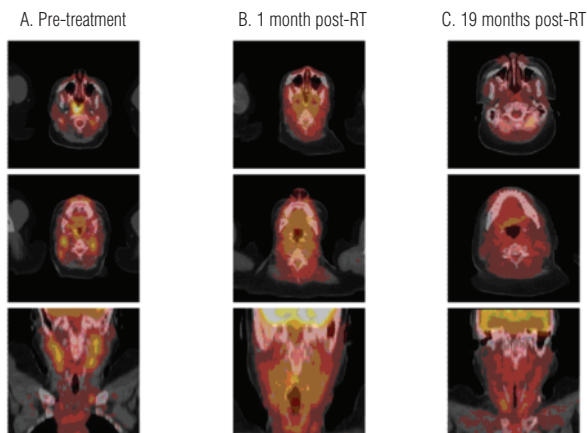 A. Pre-treatment
B. 1 month post-RT
C. 19 months post-RT